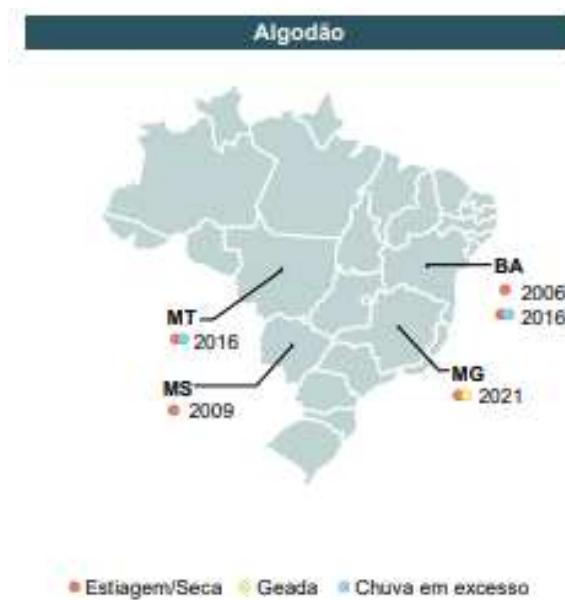 Algodão
BA
2006
2016
MT
2016
MS
2009
MG
2021
Estiagem/Seca Geada Chuva em excesso